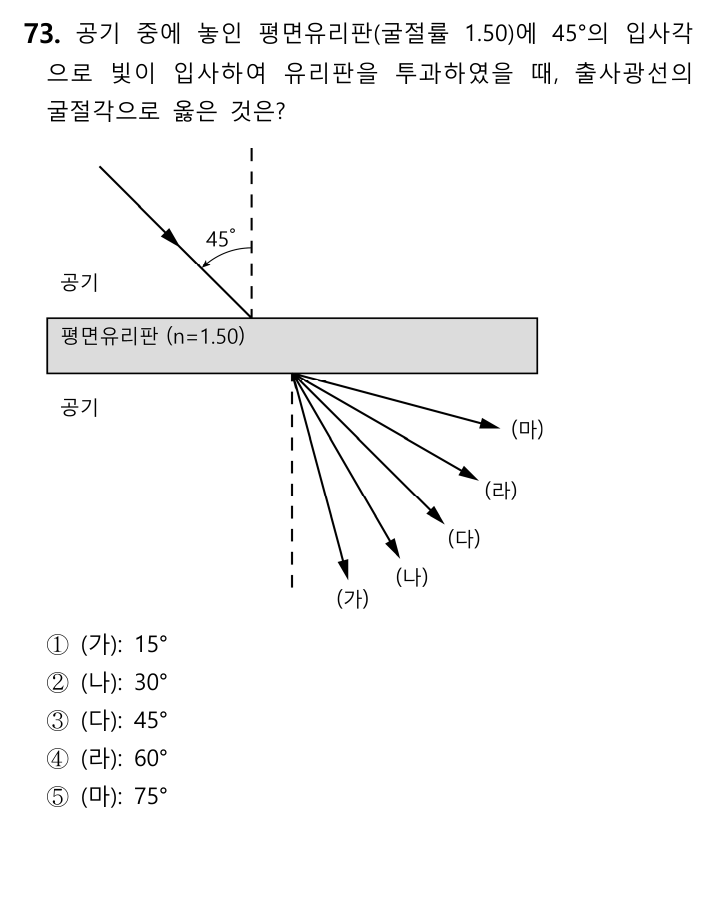 73. 공기 중에 놓인 평면유리판(굴절률 1.50)에 45°의 입사각
으로 빛이 입사하여 유리판을 투과하였을 때, 출사광선의
굴절각으로 옳은 것은?
45°
공기
평면유리판 (n=1.50)
공기
(마)
(라)
(다)
(나)
(가)
① (가): 15°
② (나): 30°
③ (다): 45°
④ (라): 60°
⑤ (마): 75°